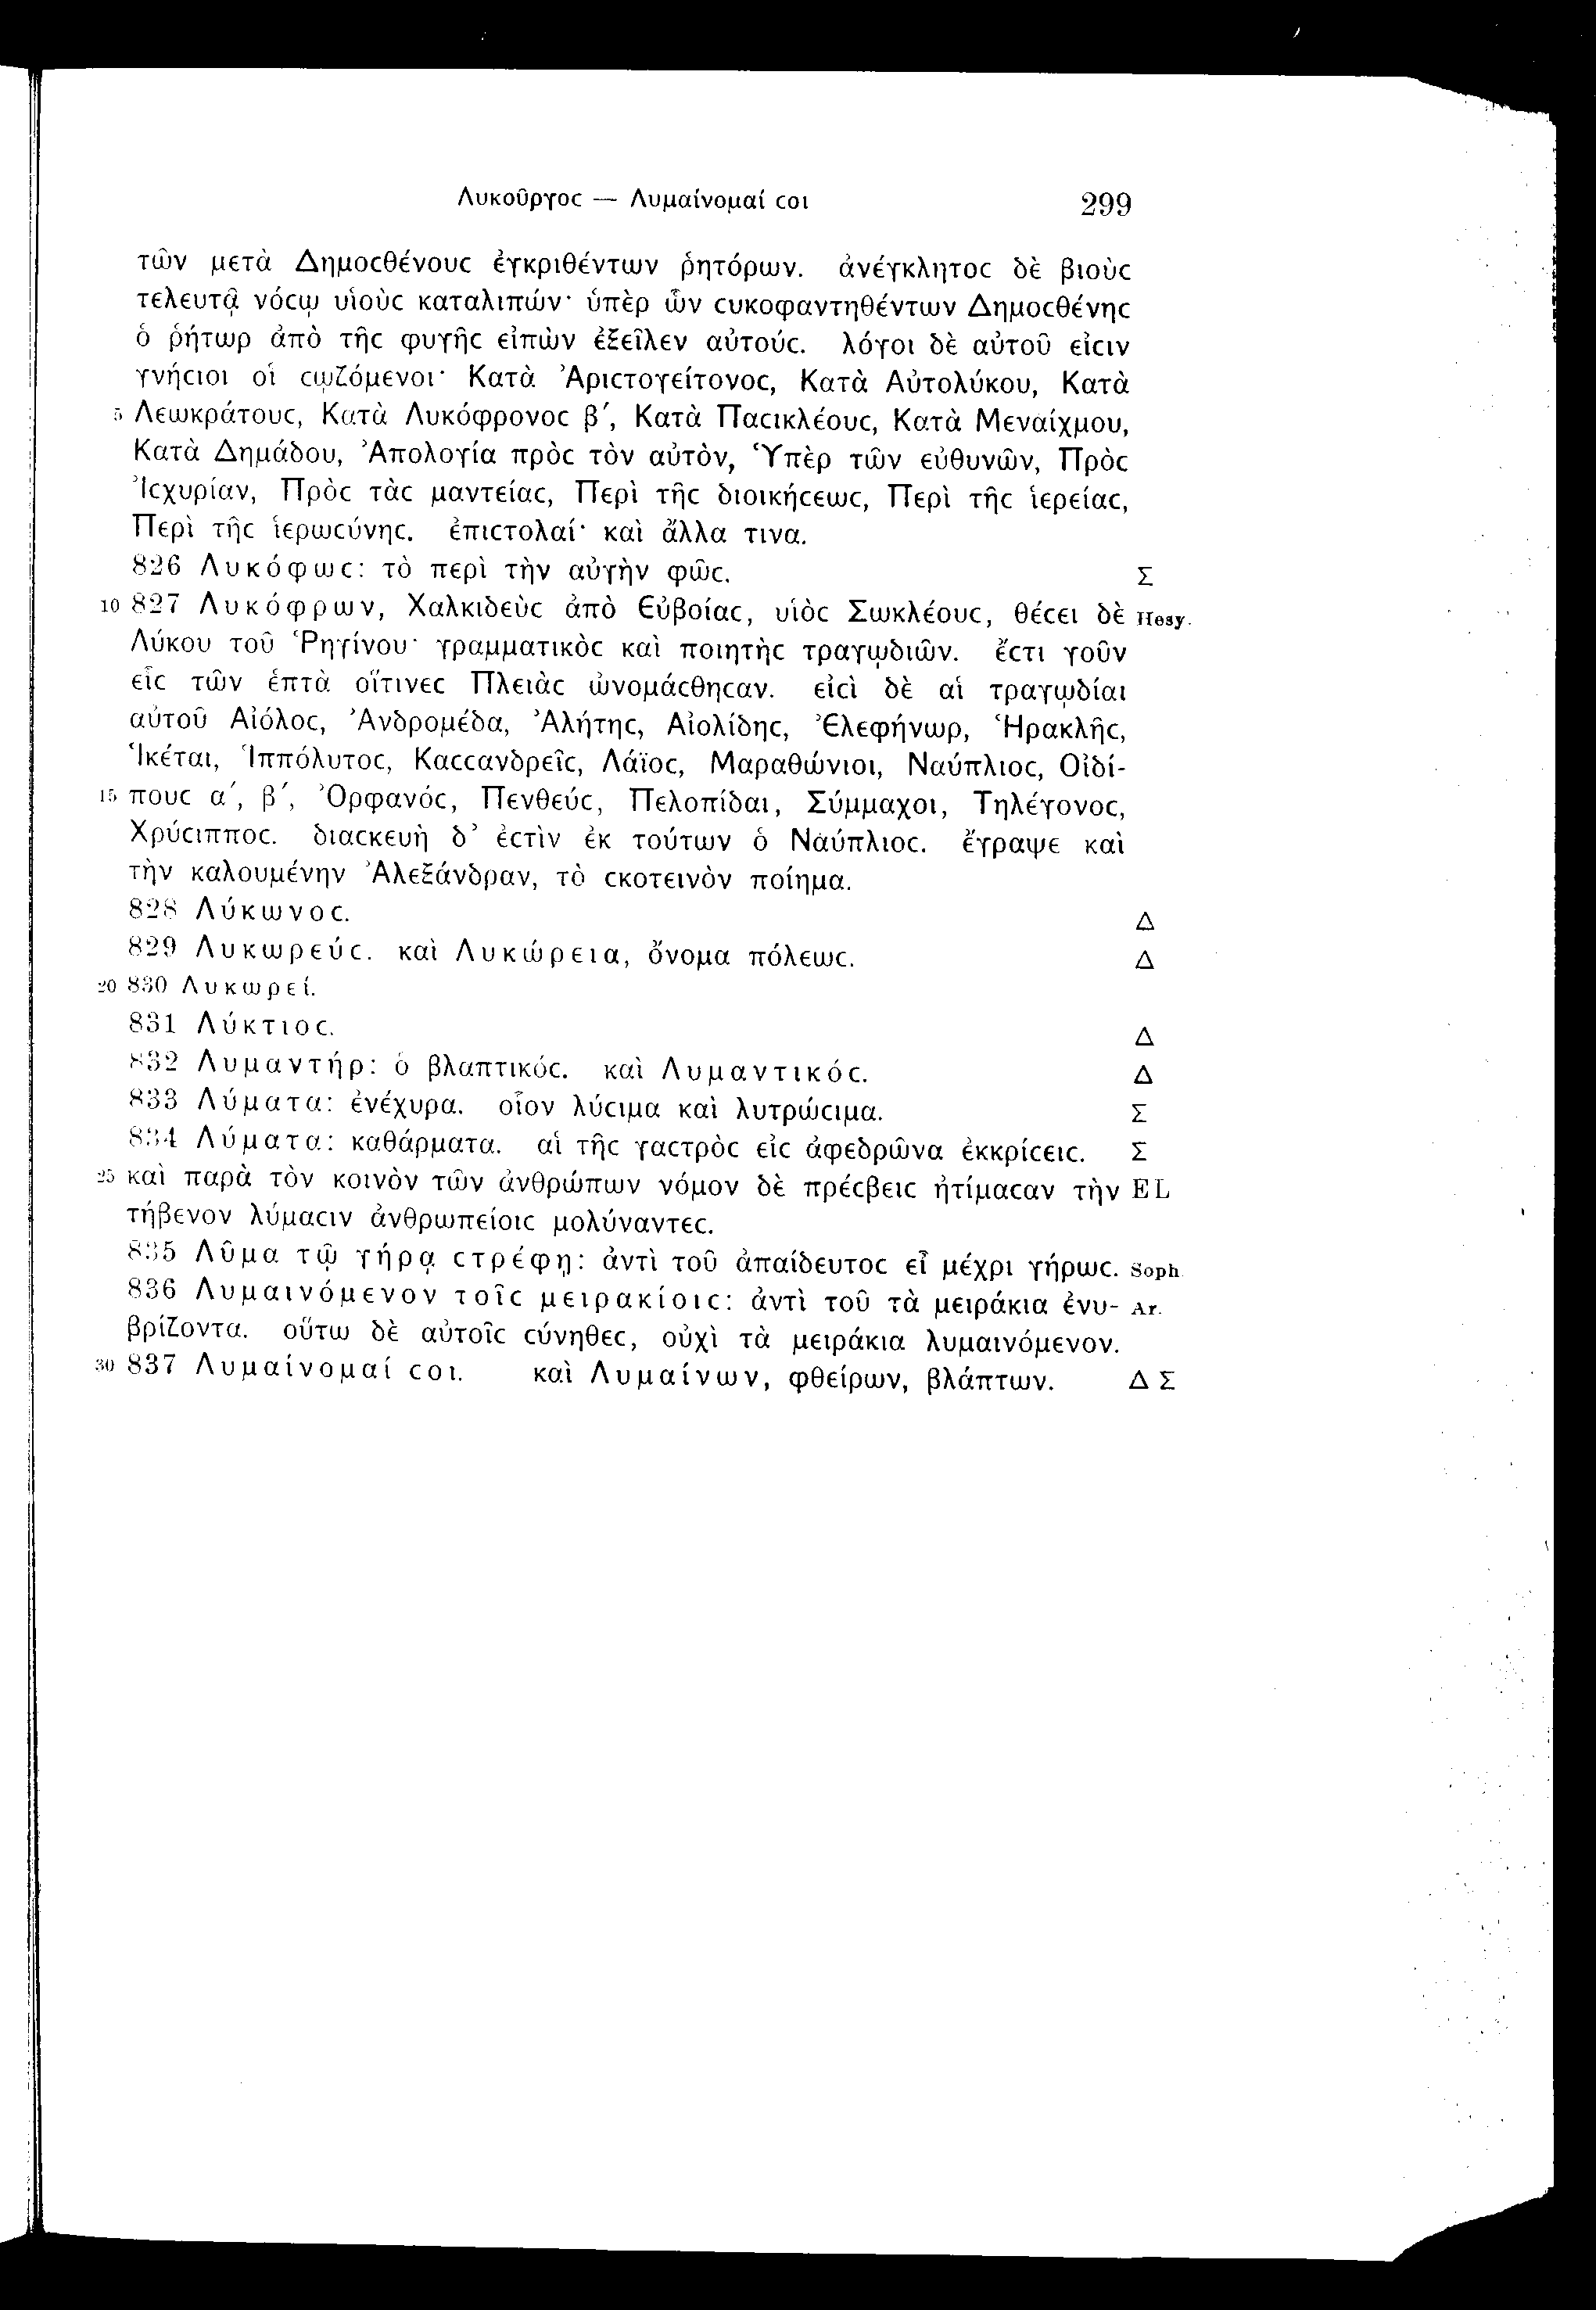 Λυκοῦργοϲ — Λυμαίνομαί ϲοι 299
τῶν μετὰ Δημοϲθένουϲ ἐγκριθέντων ῥητόρων. ἀνέγκλητοϲ δὲ βιοὺϲ
τελευτᾷ νόϲῳ υἱοὺϲ καταλιπών· ὑπὲρ ὧν ϲυκοφαντηθέντων Δημοϲθένηϲ
ὁ ῥήτωρ ἀπὸ τῆϲ φυγῆϲ εἰπὼν ἐξεῖλεν αὐτούϲ. λόγοι δὲ αὐτοῦ εἰϲιν
γνήϲιοι οἱ ϲῳζόμενοι· Κατὰ Ἀριϲτογείτονοϲ, Κατὰ Αὐτολύκου, Κατὰ
5 Λεωκράτουϲ, Κατὰ Λυκόφρονοϲ β΄, Κατὰ Παϲικλέουϲ, Κατὰ Μεναίχμου,
Κατὰ Δημάδου, Ἀπολογία πρὸϲ τὸν αὐτὸν, Ὑπὲρ τῶν εὐθυνῶν, Πρὸϲ
Ἰϲχυρίαν, Πρὸϲ τὰϲ μαντείαϲ, Περὶ τῆϲ διοικήϲεωϲ, Περὶ τῆϲ ἱερείαϲ,
Περὶ τῆϲ ἱερωϲύνηϲ. ἐπιϲτολαί· καὶ ἄλλα τινα.
826 Λυκόφωϲ: τὸ περὶ τὴν αὐγὴν φῶϲ. Σ
10 827 Λυκόφρων, Χαλκιδεὺϲ ἀπὸ Εὐβοίαϲ, υἱὸϲ Σωκλέουϲ, θέϲει δὲ Hesy.
Λύκου τοῦ Ῥηγίνου· γραμματικὸϲ καὶ ποιητὴϲ τραγῳδιῶν. ἔϲτι γοῦν
εἷϲ τῶν ἑπτὰ οἵτινεϲ Πλειὰϲ ὠνομάϲθηϲαν. εἰϲὶ δὲ αἱ τραγῳδίαι
αὐτοῦ Αἰόλοϲ, Ἀνδρομέδα, Ἀλήτηϲ, Αἰολίδηϲ, Ἐλεφήνωρ, Ἡρακλῆϲ,
Ἱκέται, Ἱππόλυτοϲ, Καϲϲανδρεῖϲ, Λάϊοϲ, Μαραθώνιοι, Ναύπλιοϲ, Οἰδί-
15 πουϲ α΄, β΄, Ὀρφανόϲ, Πενθεύϲ, Πελοπίδαι, Σύμμαχοι, Τηλέγονοϲ,
Χρύϲιπποϲ. διαϲκευὴ δ’ ἐϲτὶν ἐκ τούτων ὁ Ναύπλιοϲ. ἔγραψε καὶ
τὴν καλουμένην Ἀλεξάνδραν, τὸ ϲκοτεινὸν ποίημα.
828 Λύκωνοϲ. Δ
829 Λυκωρεύϲ. καὶ Λυκώρεια, ὄνομα πόλεωϲ. Δ
20 830 Λυκωρεί.
831 Λύκτιοϲ. Δ
832 Λυμαντήρ: ὁ βλαπτικόϲ. καὶ Λυμαντικόϲ. Δ
833 Λύματα: ἐνέχυρα. οἷον λύϲιμα καὶ λυτρώϲιμα. Σ
834 Λύματα: καθάρματα. αἱ τῆϲ γαϲτρὸϲ εἰϲ ἀφεδρῶνα ἐκκρίϲειϲ. Σ
25 καὶ παρὰ τὸν κοινὸν τῶν ἀνθρώπων νόμον δὲ πρέϲβειϲ ἠτίμαϲαν τὴν EL
τήβενον λύμαϲιν ἀνθρωπείοιϲ μολύναντεϲ.
835 Λῦμα τῷ γήρᾳ ϲτρέφῃ: ἀντὶ τοῦ ἀπαίδευτοϲ εἶ μέχρι γήρωϲ. Soph
836 Λυμαινόμενον τοῖϲ μειρακίοιϲ: ἀντὶ τοῦ τὰ μειράκια ἐνυ- Ar.
βρίζοντα. οὕτω δὲ αὐτοῖϲ ϲύνηθεϲ, οὐχὶ τὰ μειράκια λυμαινόμενον.
30 837 Λυμαίνομαί ϲοι. καὶ Λυμαίνων, φθείρων, βλάπτων. Δ Σ